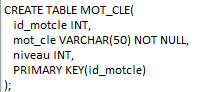 CREATE TABLE MOT_CLE(
id_motcle INT,
mot_cle VARCHAR(50) NOT NULL,
niveau INT,
PRIMARY KEY(id_motcle)
);